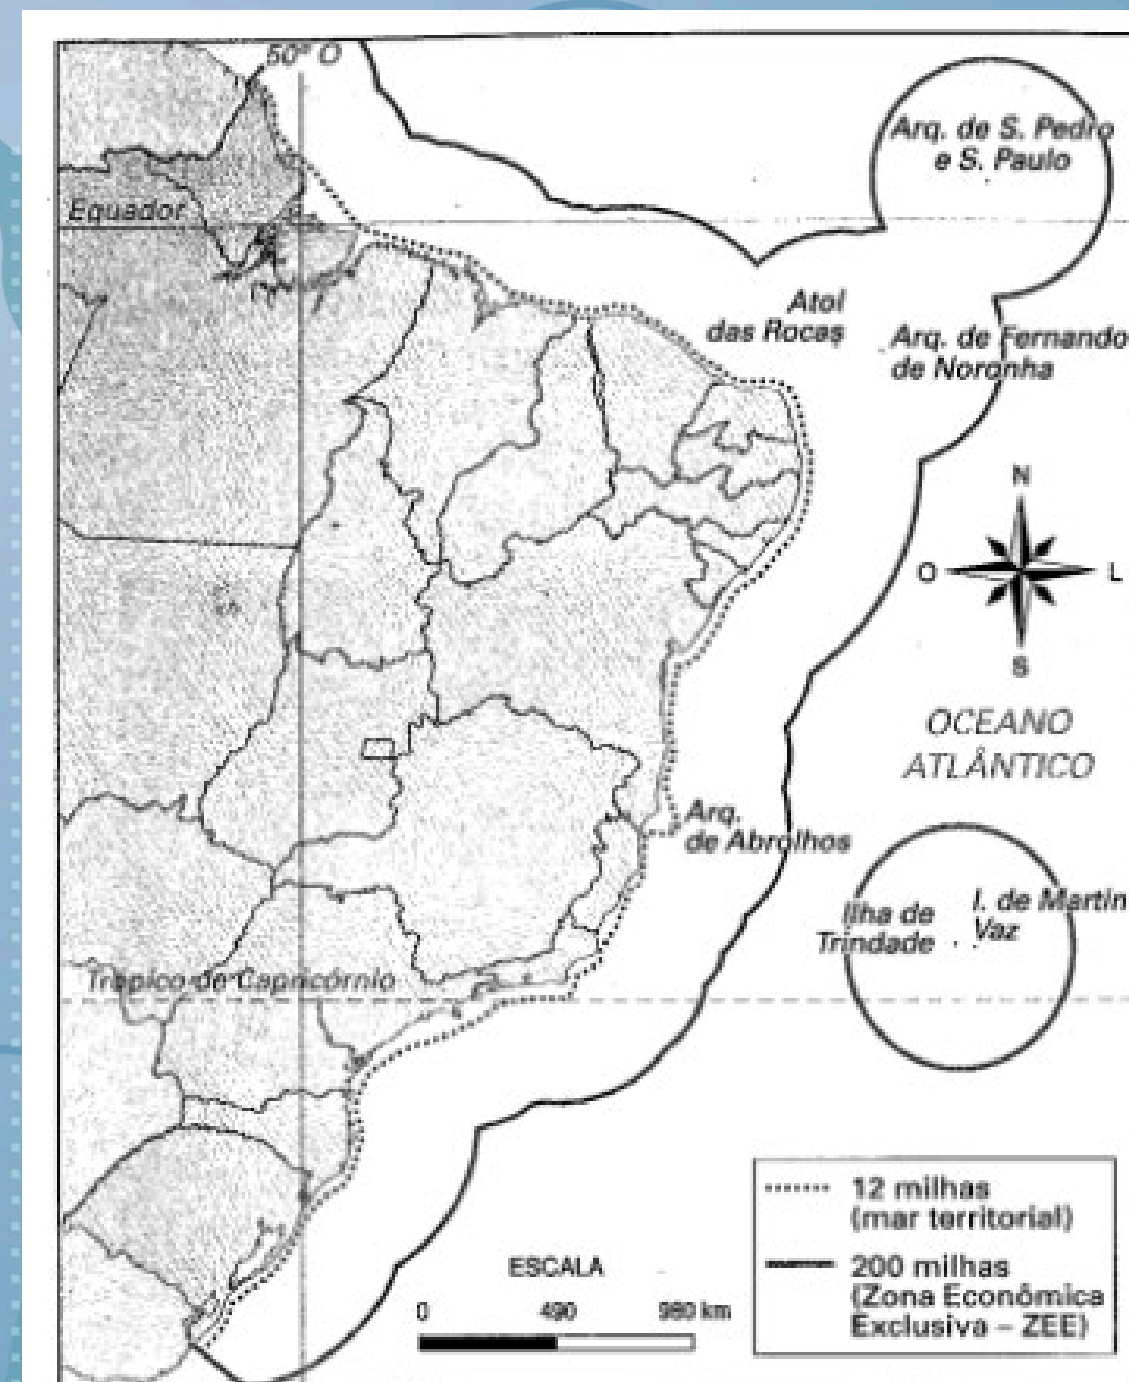 50º O
Arq. de S. Pedro
e S. Paulo
Equador
Atol
das Rocas
Arq. de Fernando
de Noronha
N
O
L
S
OCEANO
ATLÂNTICO
Arq.
de Abrolhos
Ilha de
Trindade
I. de Martin
Vaz
Trópico de Capricórnio
12 milhas
(mar territorial)
200 milhas
(Zona Econômica
Exclusiva – ZEE)
ESCALA
0 490 980 km